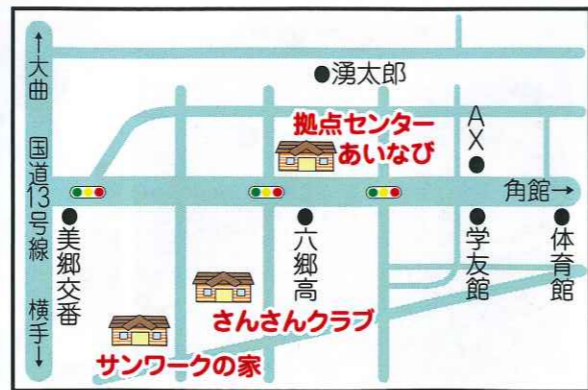 ↑大曲
国道13号線
横手↓
湧太郎
拠点センター
あいなび
AX
角館→
美郷交番
六郷高
学友館
体育館
さんさんクラブ
サンワークの家